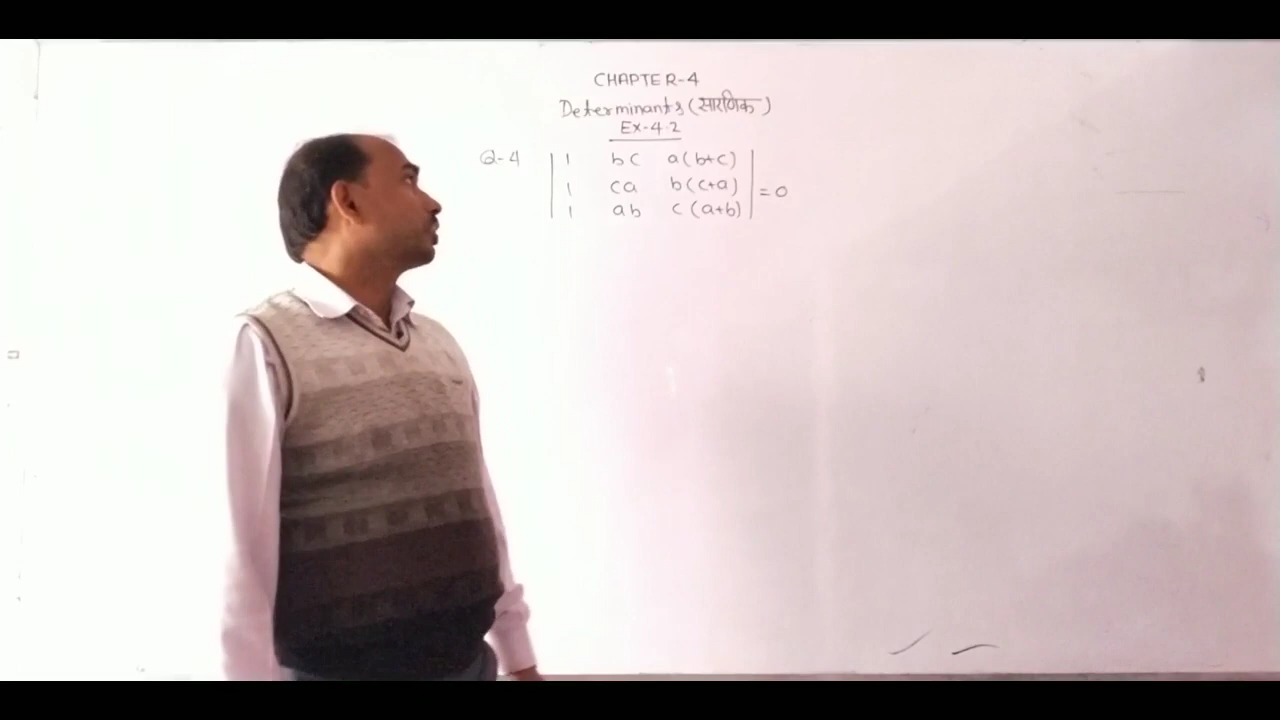 CHAPTER-4
Determinants (सारणिक)
Ex-4.2
Q-4 | 1 bc a(b+c) |
| 1 ca b(c+a) | = 0
| 1 ab c(a+b) |